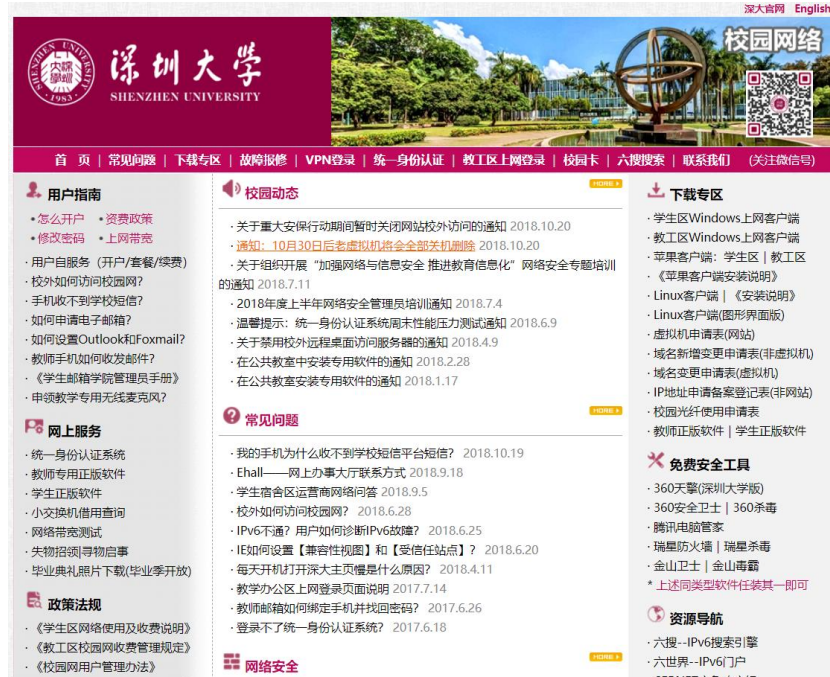 深大官网 English
校园网络
深圳大学
SHENZHEN UNIVERSITY
SHENZHEN UNIVERSITY
1983
首 页 | 常见问题 | 下载专区 | 故障报修 | VPN登录 | 统一身份认证 | 教工区上网登录 | 校园卡 | 六搜搜索 | 联系我们 (关注微信号)
用户指南
•怎么开户 •资费政策
•修改密码 •上网带宽
·用户自服务（开户/套餐/续费）
·校外如何访问校园网?
·手机收不到学校短信?
·如何申请电子邮箱?
·如何设置Outlook和Foxmail?
·教师手机如何收发邮件?
·《学生邮箱学院管理员手册》
·申领教学专用无线麦克风?
网上服务
·统一身份认证系统
·教师专用正版软件
·学生正版软件
·小交换机借用查询
·网络带宽测试
·失物招领|寻物启事
·毕业典礼照片下载(毕业季开放)
政策法规
·《学生区网络使用及收费说明》
·《教工区校园网收费管理规定》
·《校园网用户管理办法》
校园动态
MORE
·关于重大安保行动期间暂时关闭网站校外访问的通知 2018.10.20
·通知：10月30日后老虚拟机将会全部关机删除 2018.10.20
·关于组织开展“加强网络与信息安全 推进教育信息化”网络安全专题培训
的通知 2018.7.11
·2018年度上半年网络安全管理员培训通知 2018.7.4
·温馨提示：统一身份认证系统周末性能压力测试通知 2018.6.9
·关于禁用校外远程桌面访问服务器的通知 2018.4.9
·在公共教室中安装专用软件的通知 2018.2.28
·在公共教室安装专用软件的通知 2018.1.17
常见问题
MORE
·我的手机为什么收不到学校短信平台短信? 2018.10.19
·Ehall——网上办事大厅联系方式 2018.9.18
·学生宿舍区运营商网络问答 2018.9.5
·校外如何访问校园网? 2018.6.28
·IPv6不通？用户如何诊断IPv6故障? 2018.6.25
·IE如何设置【兼容性视图】和【受信任站点】? 2018.6.20
·每天开机打开深大主页慢是什么原因? 2018.4.11
·教学办公区上网登录页面说明 2017.7.14
·教师邮箱如何绑定手机并找回密码? 2017.6.26
·登录不了统一身份认证系统? 2017.6.18
网络安全
MORE
下载专区
·学生区Windows上网客户端
·教工区Windows上网客户端
·苹果客户端：学生区 | 教工区
·《苹果客户端安装说明》
·Linux客户端 | 《安装说明》
·Linux客户端(图形界面版)
·虚拟机申请表(网站)
·域名新增变更申请表(非虚拟机)
·域名变更申请表(虚拟机)
·IP地址申请备案登记表(非网站)
·校园光纤使用申请表
·教师正版软件 | 学生正版软件
免费安全工具
·360天擎(深圳大学版)
·360安全卫士 | 360杀毒
·腾讯电脑管家
·瑞星防火墙 | 瑞星杀毒
·金山卫士 | 金山毒霸
* 上述同类型软件任装其一即可
资源导航
·六搜--IPv6搜索引擎
·六世界--IPv6门户